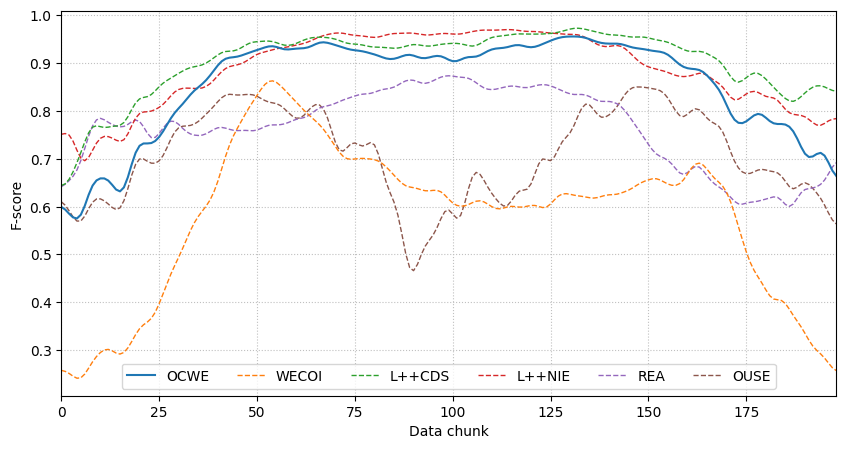 1.0
0.9
0.8
0.7
0.6
0.5
0.4
0.3
F-score
OCWE WECOI L++CDS L++NIE REA OUSE
0 25 50 75 100 125 150 175
Data chunk